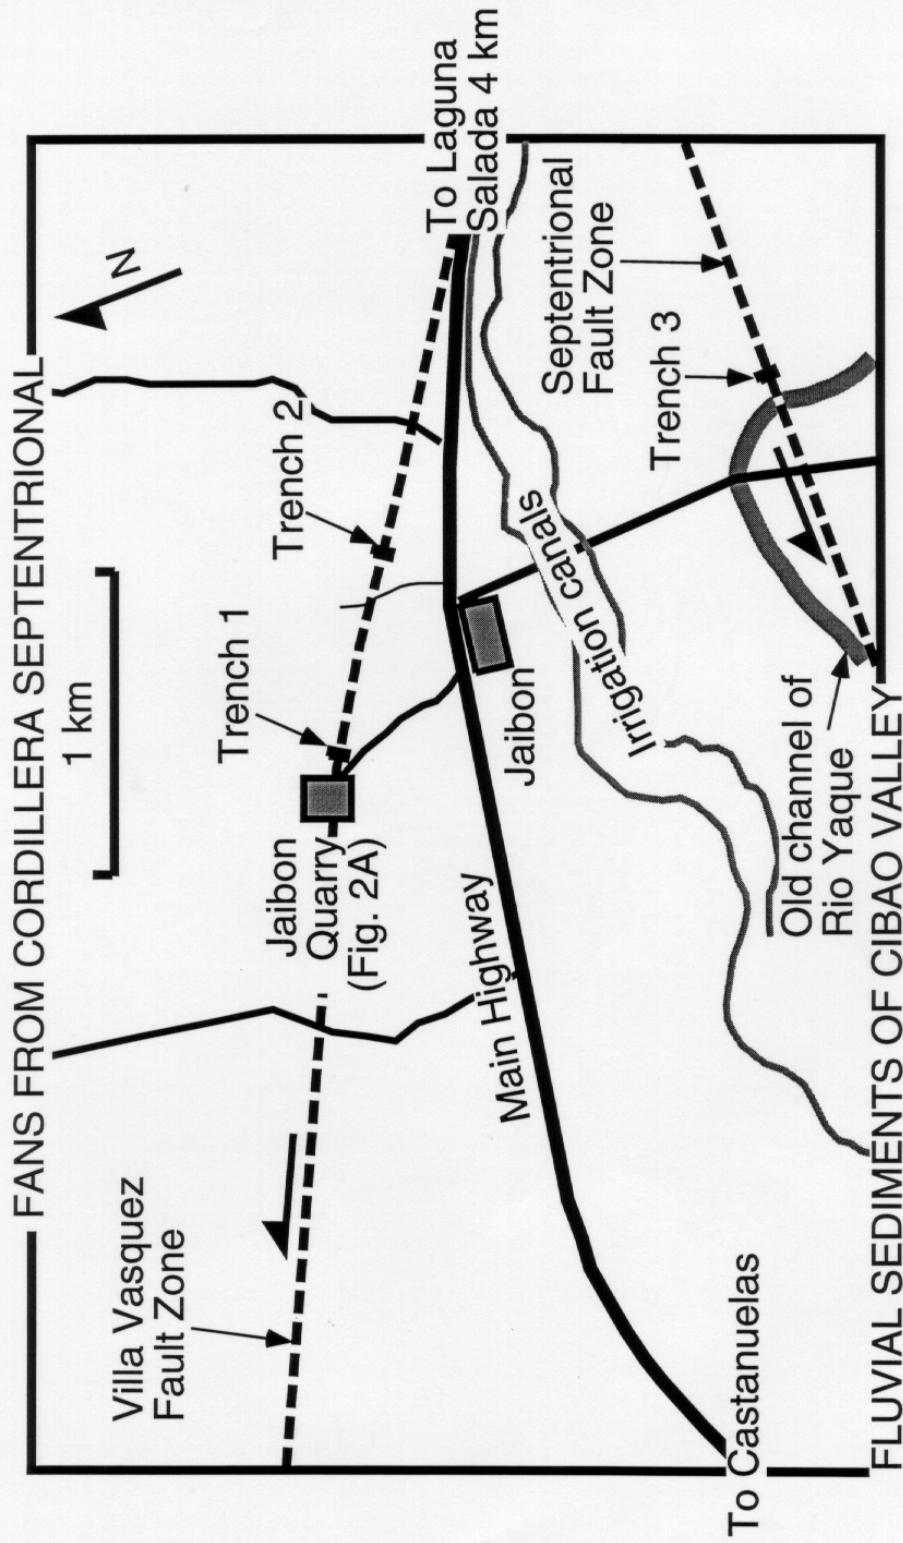 FANS FROM CORDILLERA SEPTENTRIONAL
N
1 km
Villa Vasquez
Fault Zone
Jaibon
Quarry
(Fig. 2A)
Trench 1
Trench 2
To Laguna
Salada 4 km
Main Highway
Jaibon
Irrigation canals
Septentrional
Fault Zone
Trench 3
Old channel of
Rio Yaque
To Castanuelas
FLUVIAL SEDIMENTS OF CIBAO VALLEY